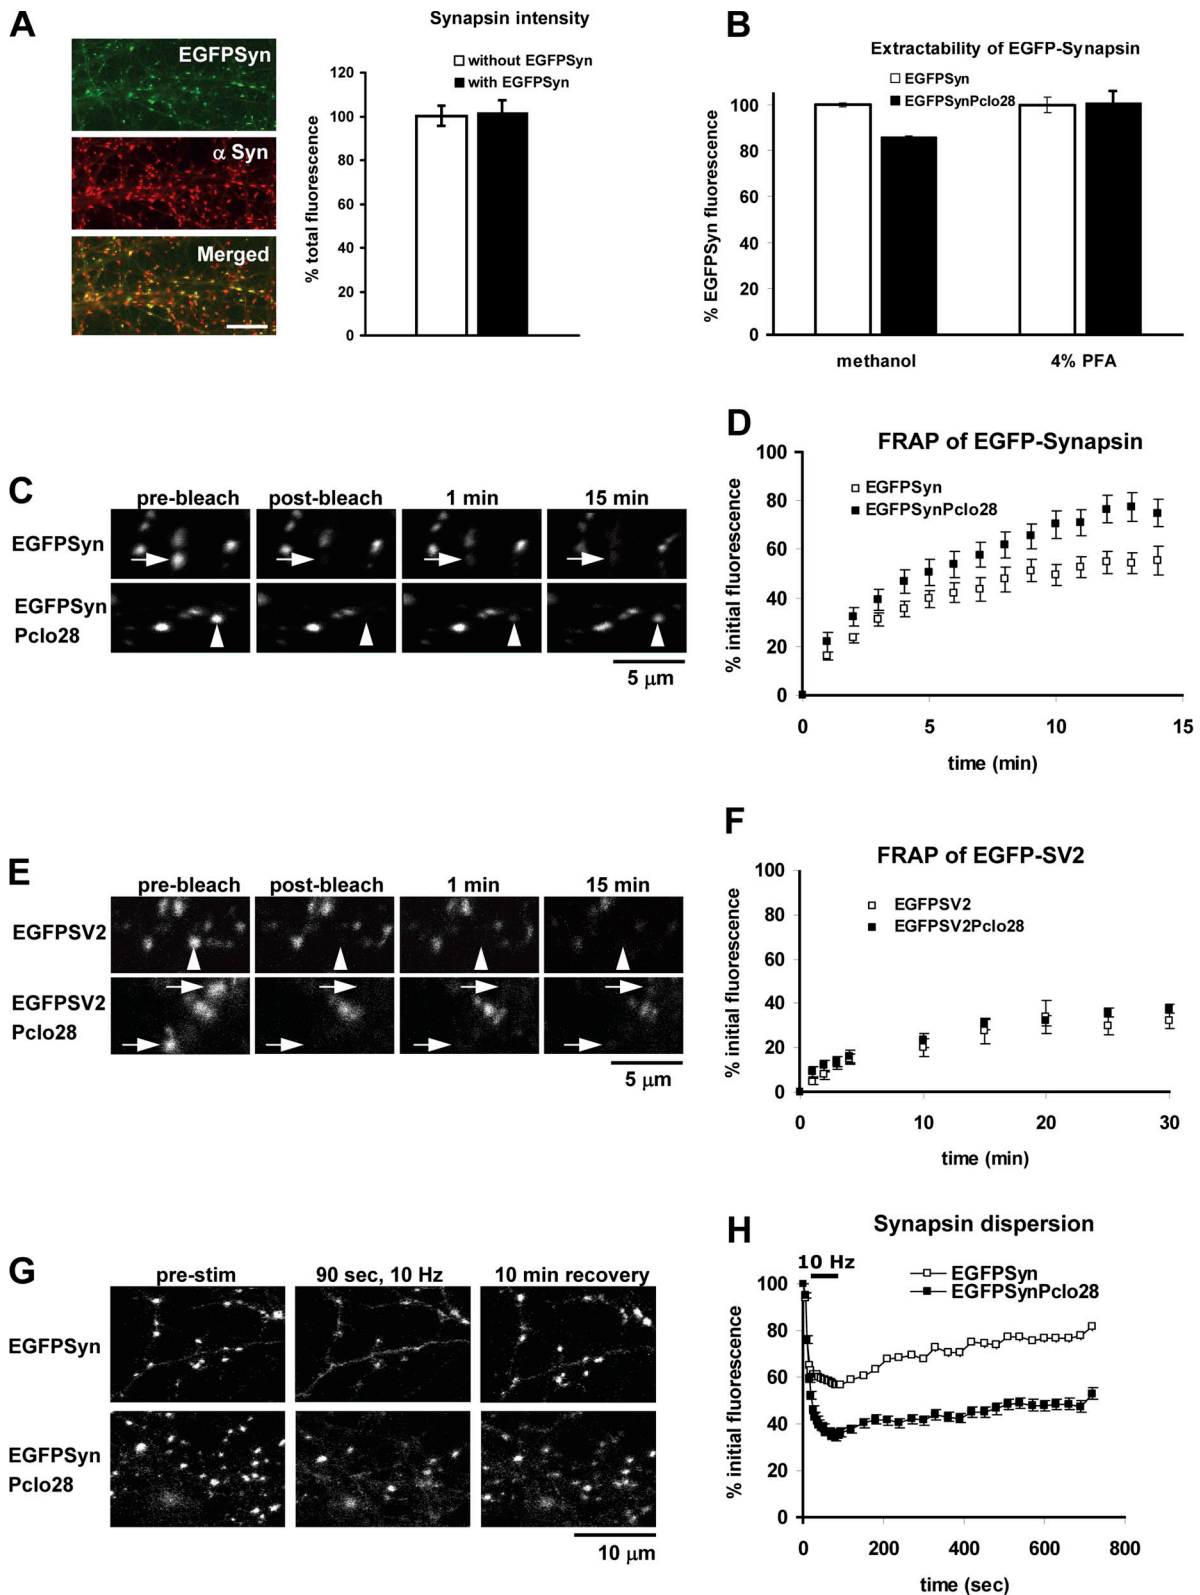 A
EGFPSyn
α Syn
Merged
Synapsin intensity
without EGFPSyn
with EGFPSyn
% total fluorescence
120
100
80
60
40
20
0
B
Extractability of EGFP-Synapsin
EGFPSyn
EGFPSynPclo28
% EGFPSyn fluorescence
100
80
60
40
20
0
methanol 4% PFA
C
pre-bleach post-bleach 1 min 15 min
EGFPSyn
EGFPSyn
Pclo28
5 μm
D
FRAP of EGFP-Synapsin
EGFPSyn
EGFPSynPclo28
% initial fluorescence
100
80
60
40
20
0
0 5 10 15
time (min)
E
pre-bleach post-bleach 1 min 15 min
EGFPSV2
EGFPSV2
Pclo28
5 μm
F
FRAP of EGFP-SV2
EGFPSV2
EGFPSV2Pclo28
% initial fluorescence
100
80
60
40
20
0
0 10 20 30
time (min)
G
pre-stim 90 sec, 10 Hz 10 min recovery
EGFPSyn
EGFPSyn
Pclo28
10 μm
H
Synapsin dispersion
10 Hz
EGFPSyn
EGFPSynPclo28
% initial fluorescence
100
80
60
40
20
0
0 200 400 600 800
time (sec)